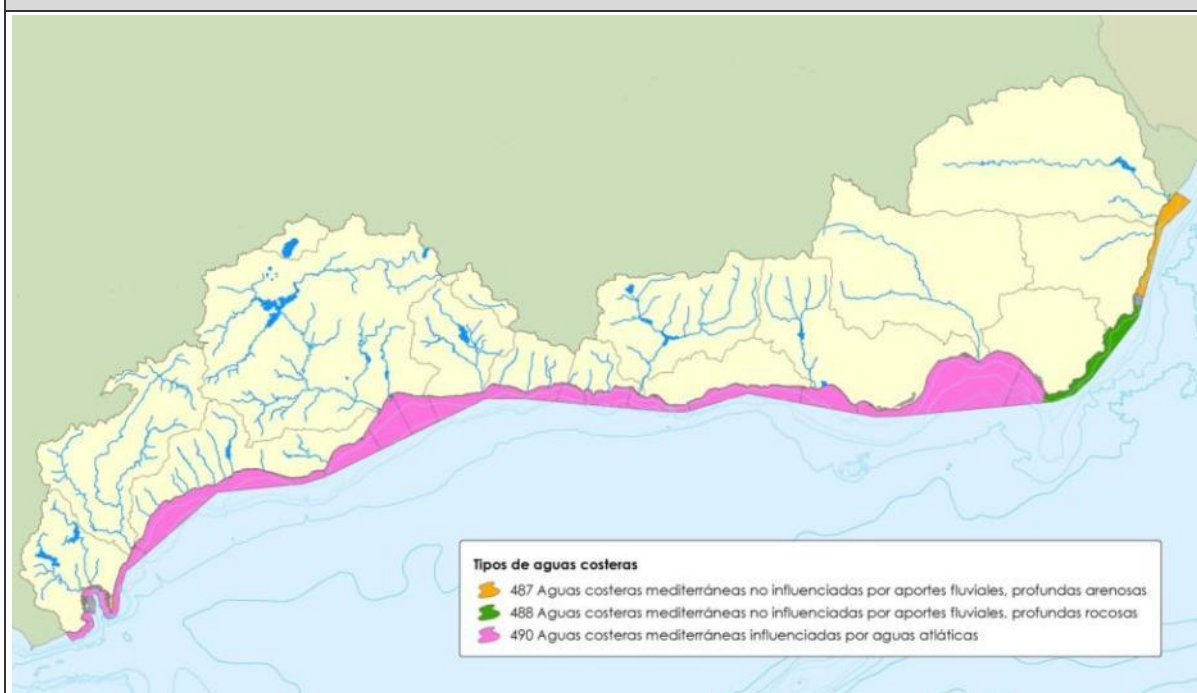 Tipos de aguas costeras
487 Aguas costeras mediterráneas no influenciadas por aportes fluviales, profundas arenosas
488 Aguas costeras mediterráneas no influenciadas por aportes fluviales, profundas rocosas
490 Aguas costeras mediterráneas influenciadas por aguas atláticas